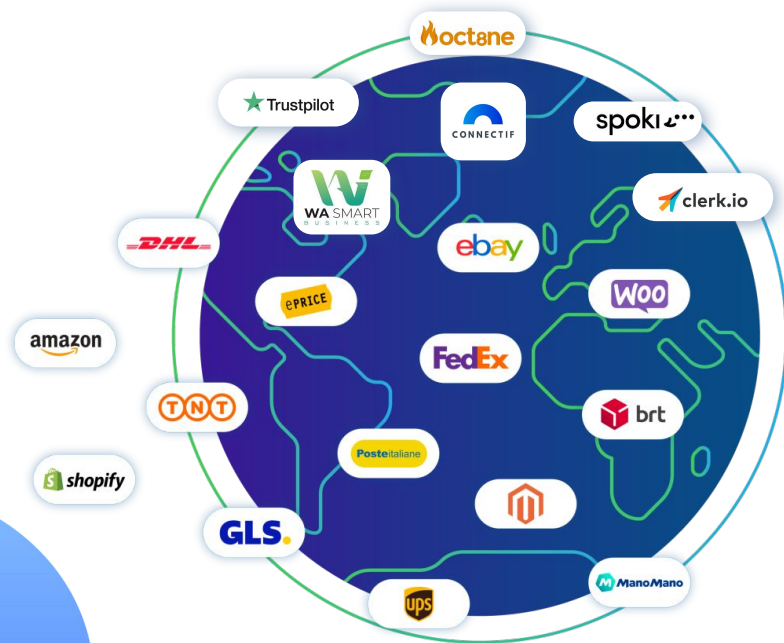 oct8ne
Trustpilot
CONNECTIF
spoki
WA SMART
BUSINESS
clerk.io
DHL
ebay
ePRICE
WOO
amazon
FedEx
TNT
brt
Posteitaliane
shopify
GLS.
ManoMano
ups